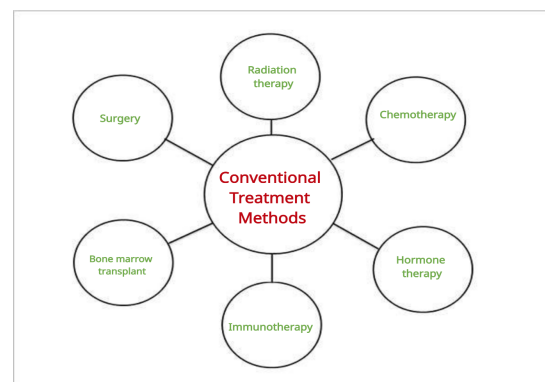 Radiation
therapy
Surgery
Chemotherapy
Conventional
Treatment
Methods
Bone marrow
transplant
Hormone
therapy
Immunotherapy